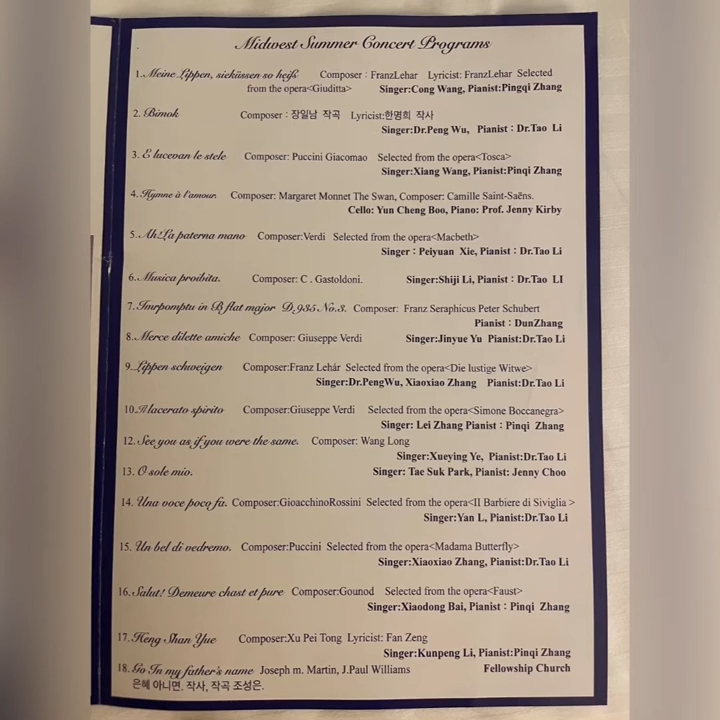 Midwest Summer Concert Programs
1. Meine Lippen, sieküssen so heiß Composer : FranzLehar Lyricist: FranzLehar Selected
from the opera<Giuditta> Singer:Cong Wang, Pianist:Pingqi Zhang
2. Bimok Composer : 장일남 작곡 Lyricist:한명희 작사
Singer:Dr.Peng Wu, Pianist : Dr.Tao Li
3. E lucevan le stele Composer: Puccini Giacomao Selected from the opera<Tosca>
Singer:Xiang Wang, Pianist:Pinqi Zhang
4. Hymne à l'amour. Composer: Margaret Monnet The Swan, Composer: Camille Saint-Saëns.
Cello: Yun Cheng Boo, Piano: Prof. Jenny Kirby
5. Ah!La paterna mano Composer:Verdi Selected from the opera<Macbeth>
Singer : Peiyuan Xie, Pianist : Dr.Tao Li
6. Musica proibita. Composer: C . Gastoldoni. Singer:Shiji Li, Pianist : Dr.Tao LI
7. Imrpomptu in B flat major D.935 No.3. Composer: Franz Seraphicus Peter Schubert
Pianist : DunZhang
8. Merce dilette amiche Composer: Giuseppe Verdi Singer:Jinyue Yu Pianist:Dr.Tao Li
9. Lippen schweigen Composer:Franz Lehár Selected from the opera<Die lustige Witwe>
Singer:Dr.PengWu, Xiaoxiao Zhang Pianist:Dr.Tao Li
10. Il lacerato spirito Composer:Giuseppe Verdi Selected from the opera<Simone Boccanegra>
Singer: Lei Zhang Pianist : Pinqi Zhang
12. See you as if you were the same. Composer: Wang Long
Singer:Xueying Ye, Pianist:Dr.Tao Li
13. O sole mio. Singer: Tae Suk Park, Pianist: Jenny Choo
14. Una voce poco fa. Composer:GioacchinoRossini Selected from the opera<II Barbiere di Siviglia >
Singer:Yan L, Pianist:Dr.Tao Li
15. Un bel di vedremo. Composer:Puccini Selected from the opera<Madama Butterfly>
Singer:Xiaoxiao Zhang, Pianist:Dr.Tao Li
16. Salut! Demeure chast et pure Composer:Gounod Selected from the opera<Faust>
Singer:Xiaodong Bai, Pianist : Pinqi Zhang
17. Heng Shan Yue Composer:Xu Pei Tong Lyricist: Fan Zeng
Singer:Kunpeng Li, Pianist:Pinqi Zhang
18. Go In my father's name Joseph m. Martin, J.Paul Williams Fellowship Church
은혜 아니면, 작사, 작곡 조성은.